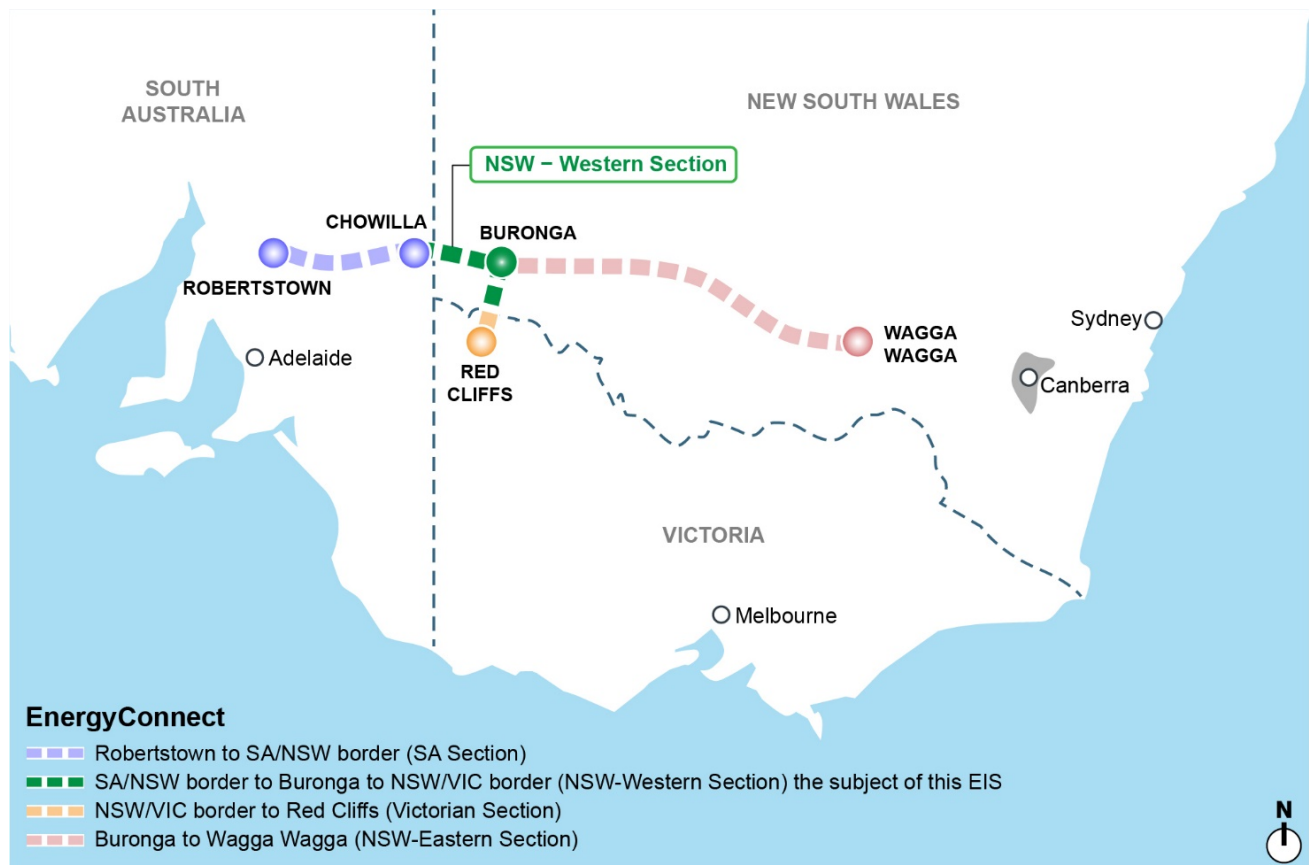 SOUTH
AUSTRALIA
NEW SOUTH WALES
NSW – Western Section
CHOWILLA
BURONGA
ROBERTSTOWN
Sydney
WAGGA
WAGGA
Adelaide
RED
CLIFFS
Canberra
VICTORIA
Melbourne
EnergyConnect
Robertstown to SA/NSW border (SA Section)
SA/NSW border to Buronga to NSW/VIC border (NSW-Western Section) the subject of this EIS
NSW/VIC border to Red Cliffs (Victorian Section)
Buronga to Wagga Wagga (NSW-Eastern Section)
N